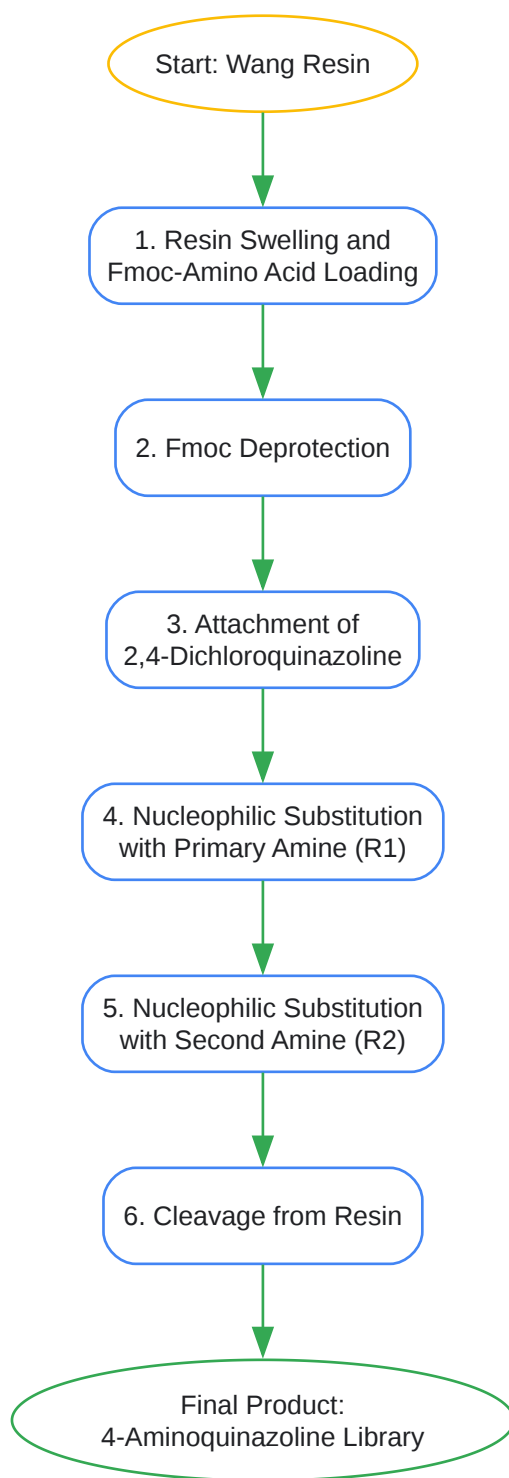 Start: Wang Resin
1. Resin Swelling and
Fmoc-Amino Acid Loading
2. Fmoc Deprotection
3. Attachment of
2,4-Dichloroquinazoline
4. Nucleophilic Substitution
with Primary Amine (R1)
5. Nucleophilic Substitution
with Second Amine (R2)
6. Cleavage from Resin
Final Product:
4-Aminoquinazoline Library